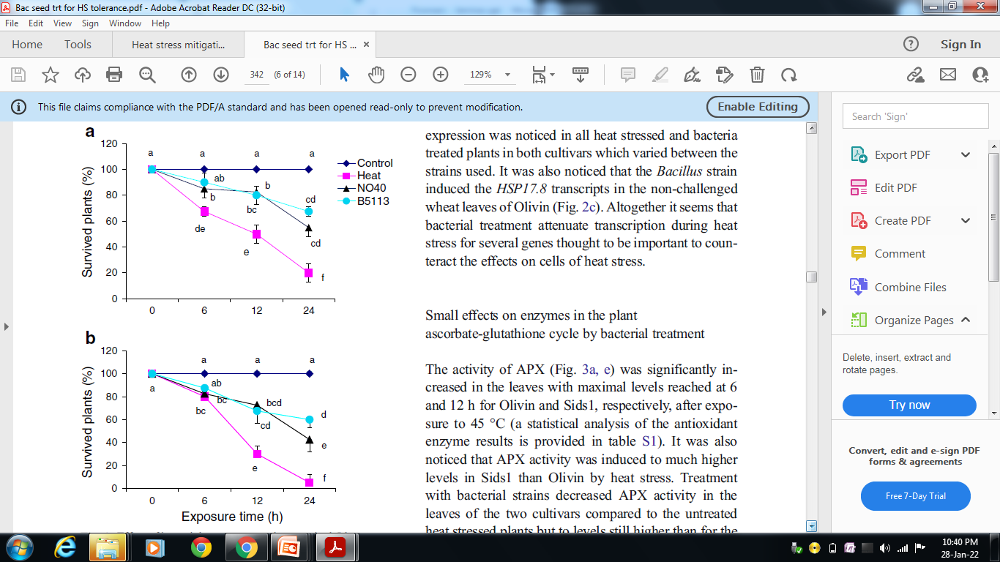 Bac seed trt for HS tolerance.pdf - Adobe Acrobat Reader DC (32-bit)
File Edit View Sign Window Help
Home Tools Heat stress mitigati... Bac seed trt for HS ... × ? Sign In
342 (6 of 14) 129%
This file claims compliance with the PDF/A standard and has been opened read-only to prevent modification. Enable Editing
a
Survived plants (%)
120
100
80
60
40
20
0
0 6 12 24
a a a a
ab
b
b
bc
cd
cd
de
e
f
Control
Heat
NO40
B5113
b
Survived plants (%)
120
100
80
60
40
20
0
0 6 12 24
Exposure time (h)
a a a
a
ab
bc
bc
bcd
cd
d
e
e
f
expression was noticed in all heat stressed and bacteria
treated plants in both cultivars which varied between the
strains used. It was also noticed that the Bacillus strain
induced the HSP17.8 transcripts in the non-challenged
wheat leaves of Olivin (Fig. 2c). Altogether it seems that
bacterial treatment attenuate transcription during heat
stress for several genes thought to be important to coun-
teract the effects on cells of heat stress.
Small effects on enzymes in the plant
ascorbate-glutathione cycle by bacterial treatment
The activity of APX (Fig. 3a, e) was significantly in-
creased in the leaves with maximal levels reached at 6
and 12 h for Olivin and Sids1, respectively, after expo-
sure to 45 °C (a statistical analysis of the antioxidant
enzyme results is provided in table S1). It was also
noticed that APX activity was induced to much higher
levels in Sids1 than Olivin by heat stress. Treatment
with bacterial strains decreased APX activity in the
leaves of the two cultivars compared to the untreated
heat stressed plants but to levels still higher than for the
Search 'Sign'
Export PDF
Edit PDF
Create PDF
Comment
Combine Files
Organize Pages
Delete, insert, extract and
rotate pages.
Try now
Convert, edit and e-sign PDF
forms & agreements
Free 7-Day Trial
10:40 PM
28-Jan-22